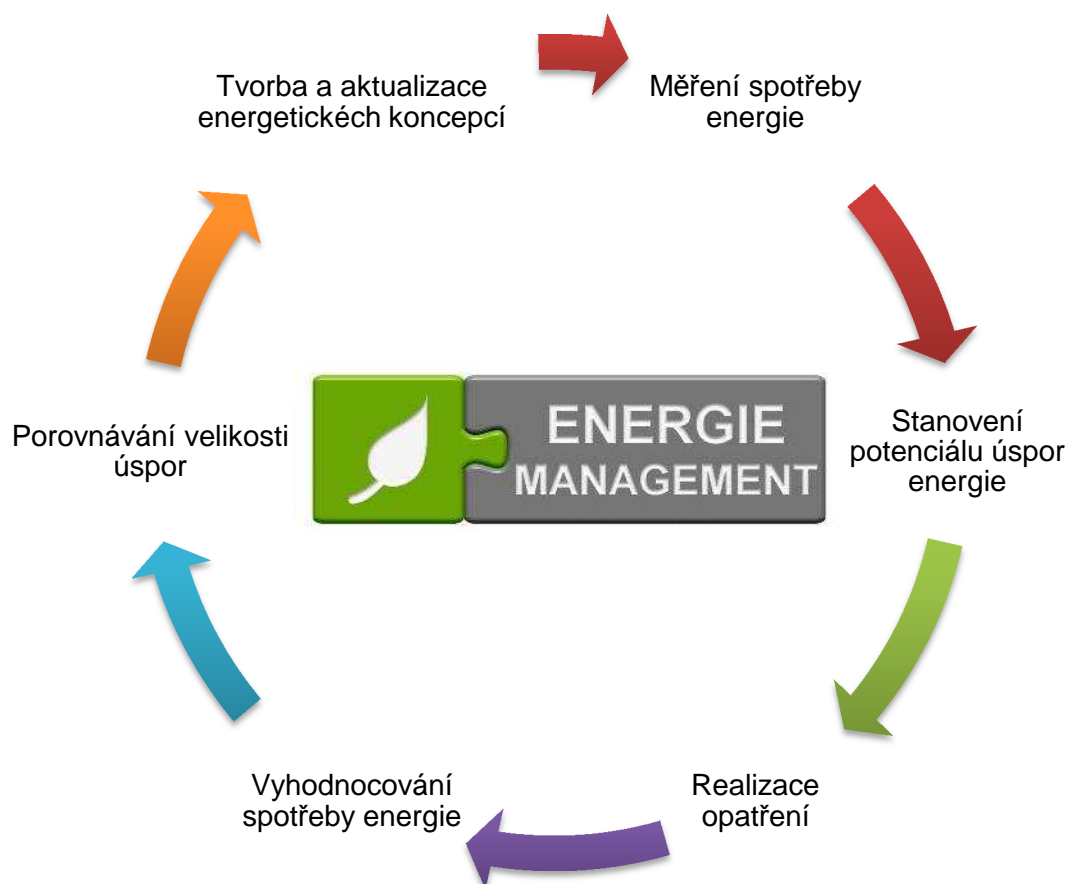 Tvorba a aktualizace
energetickéch koncepcí
Měření spotřeby
energie
Stanovení
potenciálu úspor
energie
Realizace
opatření
Vyhodnocování
spotřeby energie
Porovnávání velikosti
úspor
ENERGIE
MANAGEMENT